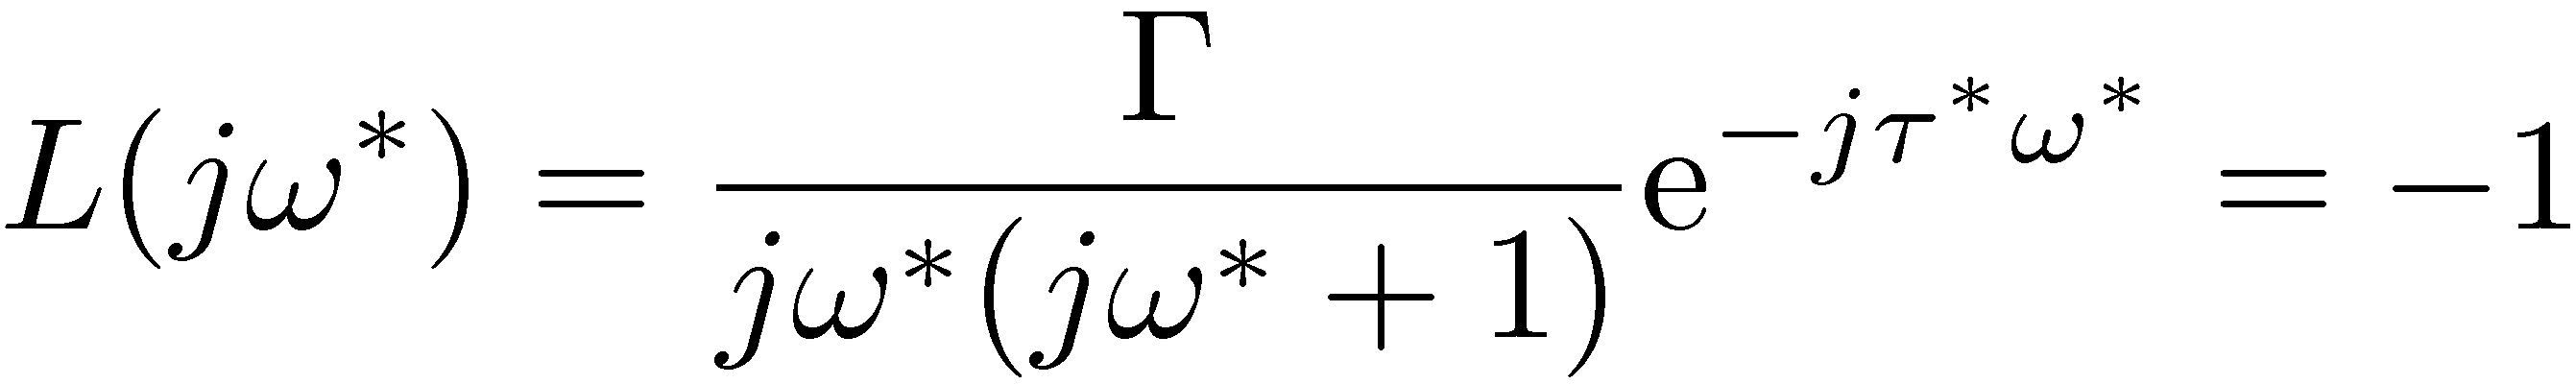 L(jω*) = Γ / (jω*(jω* + 1)) e^{-jτ*ω*} = -1